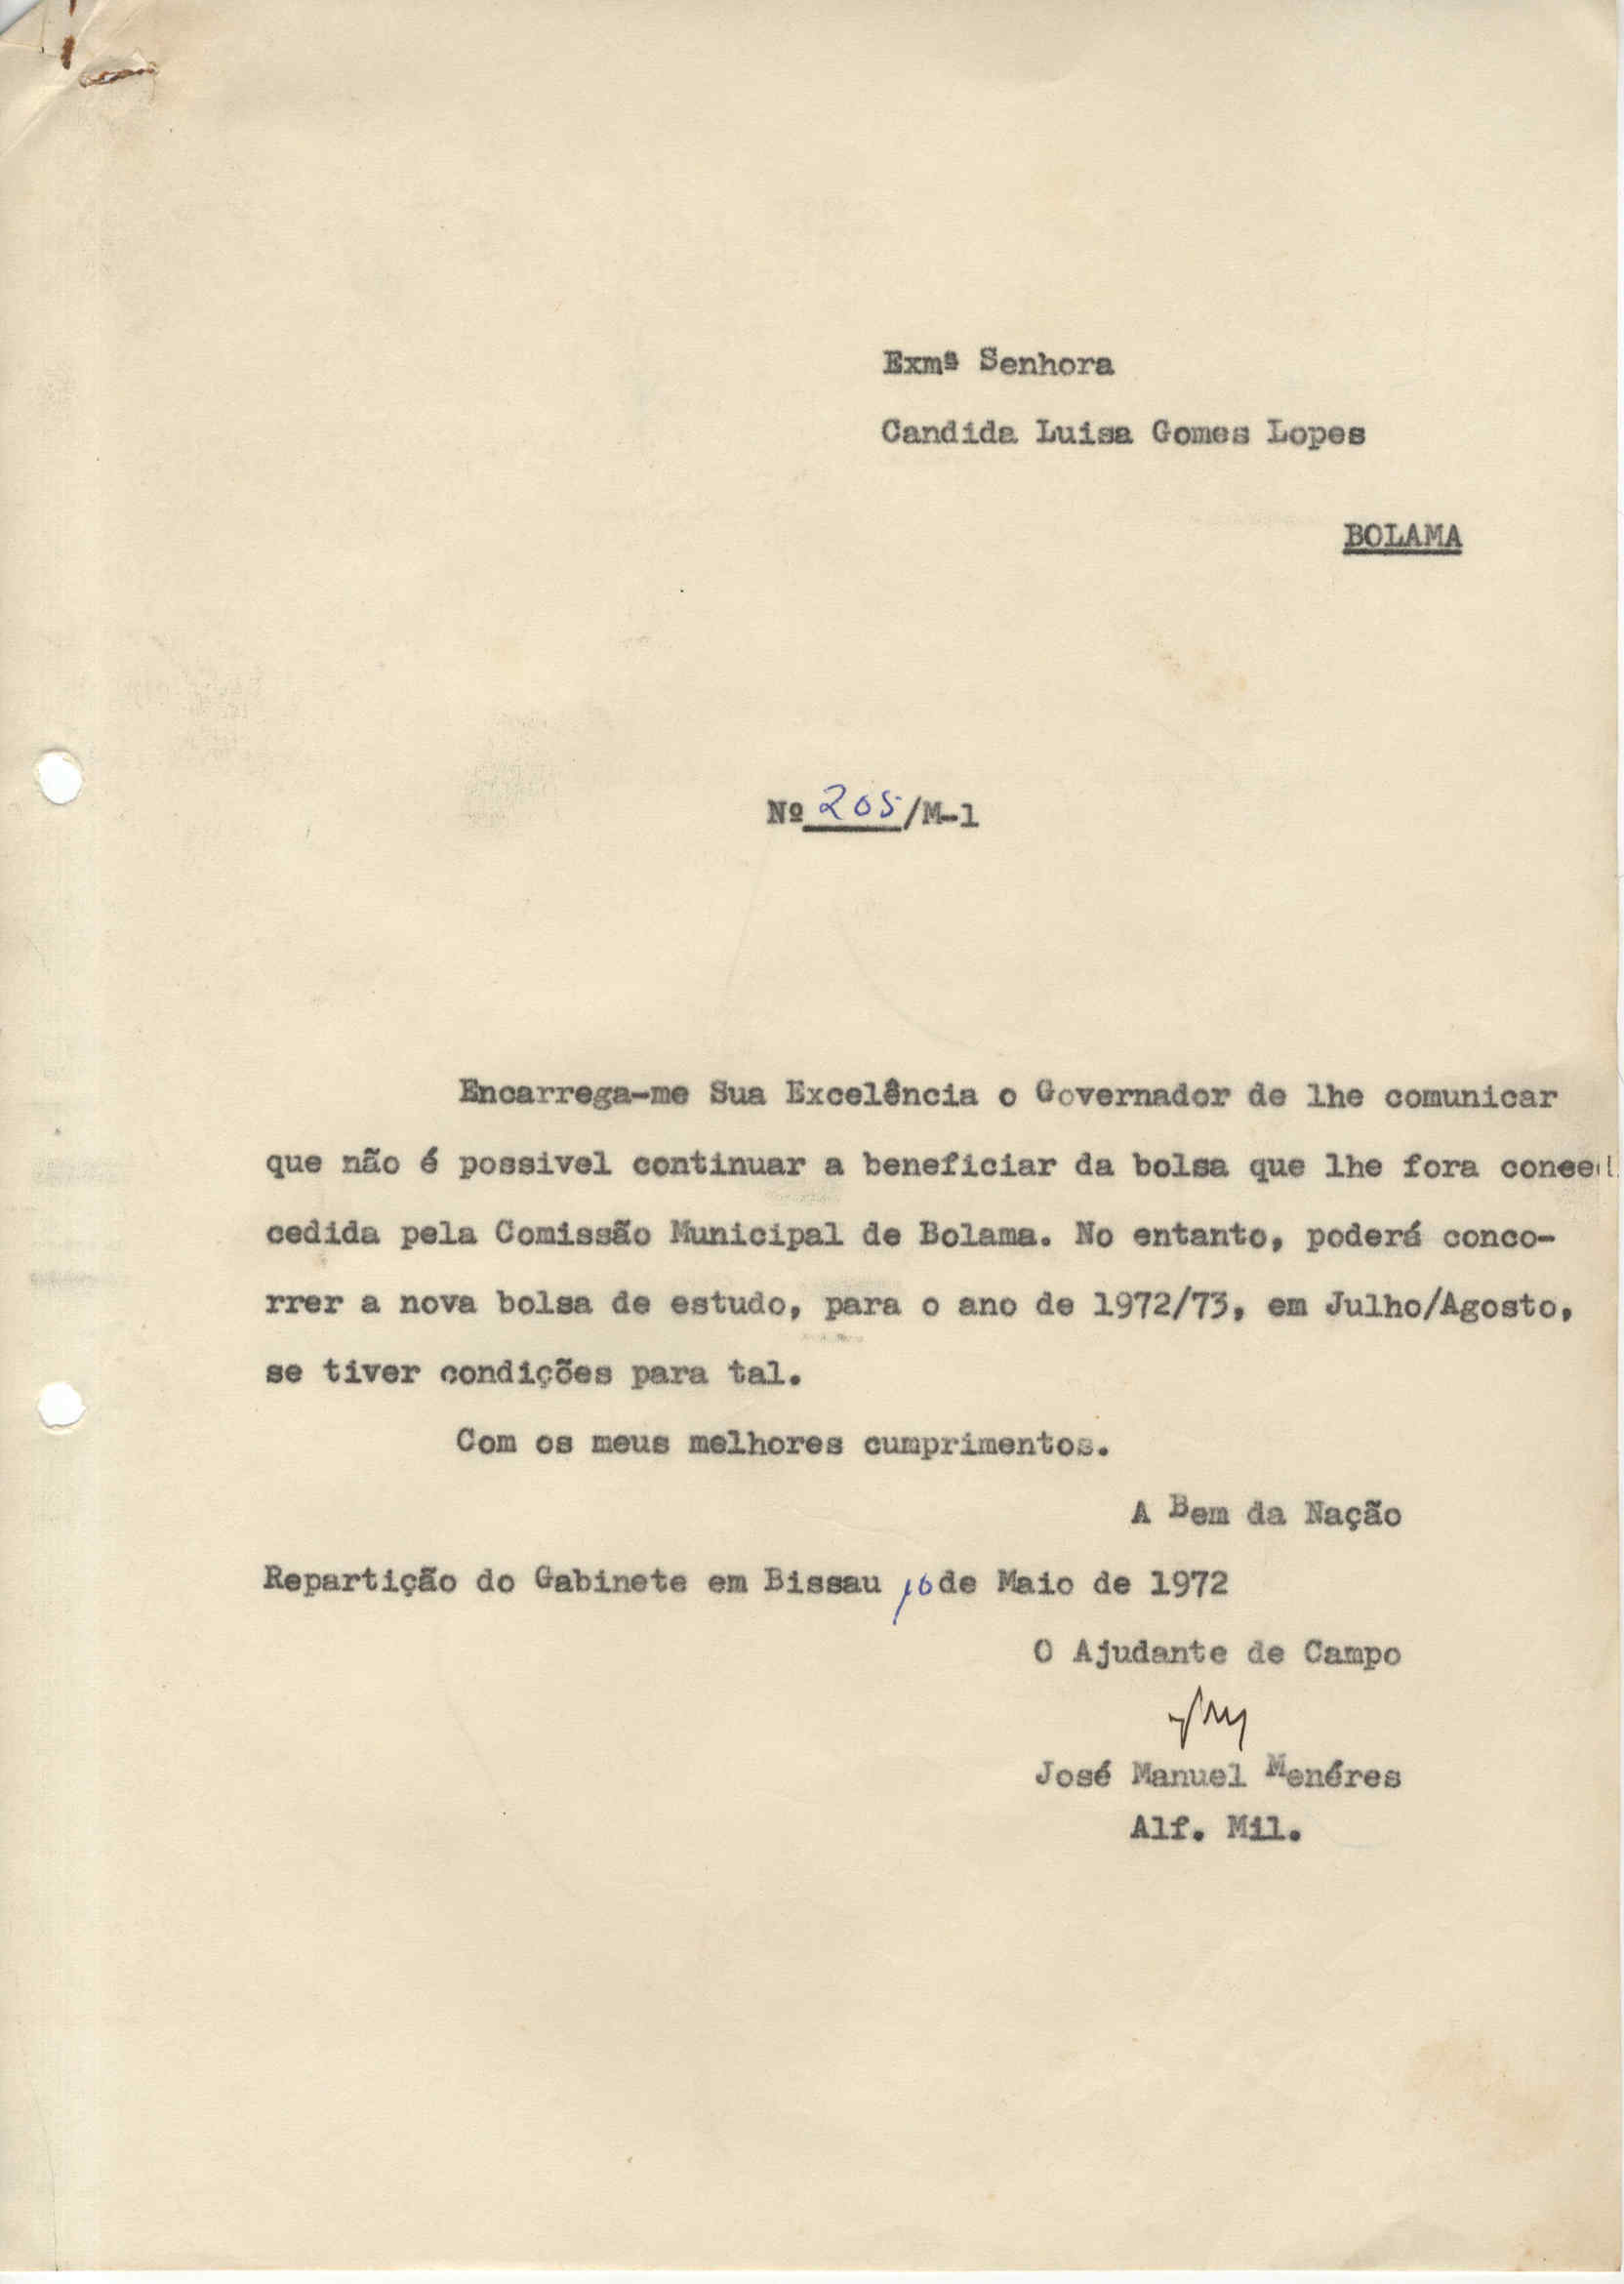 Exmª Senhora
Candida Luisa Gomes Lopes
BOLAMA
Nº 205/M-1
Encarrega-me Sua Excelência o Governador de lhe comunicar
que não é possivel continuar a beneficiar da bolsa que lhe fora
cedida pela Comissão Municipal de Bolama. No entanto, poderá conco-
rrer a nova bolsa de estudo, para o ano de 1972/73, em Julho/Agosto,
se tiver condições para tal.
Com os meus melhores cumprimentos.
A Bem da Nação
Repartição do Gabinete em Bissau 10 de Maio de 1972
O Ajudante de Campo
José Manuel Menéres
Alf. Mil.